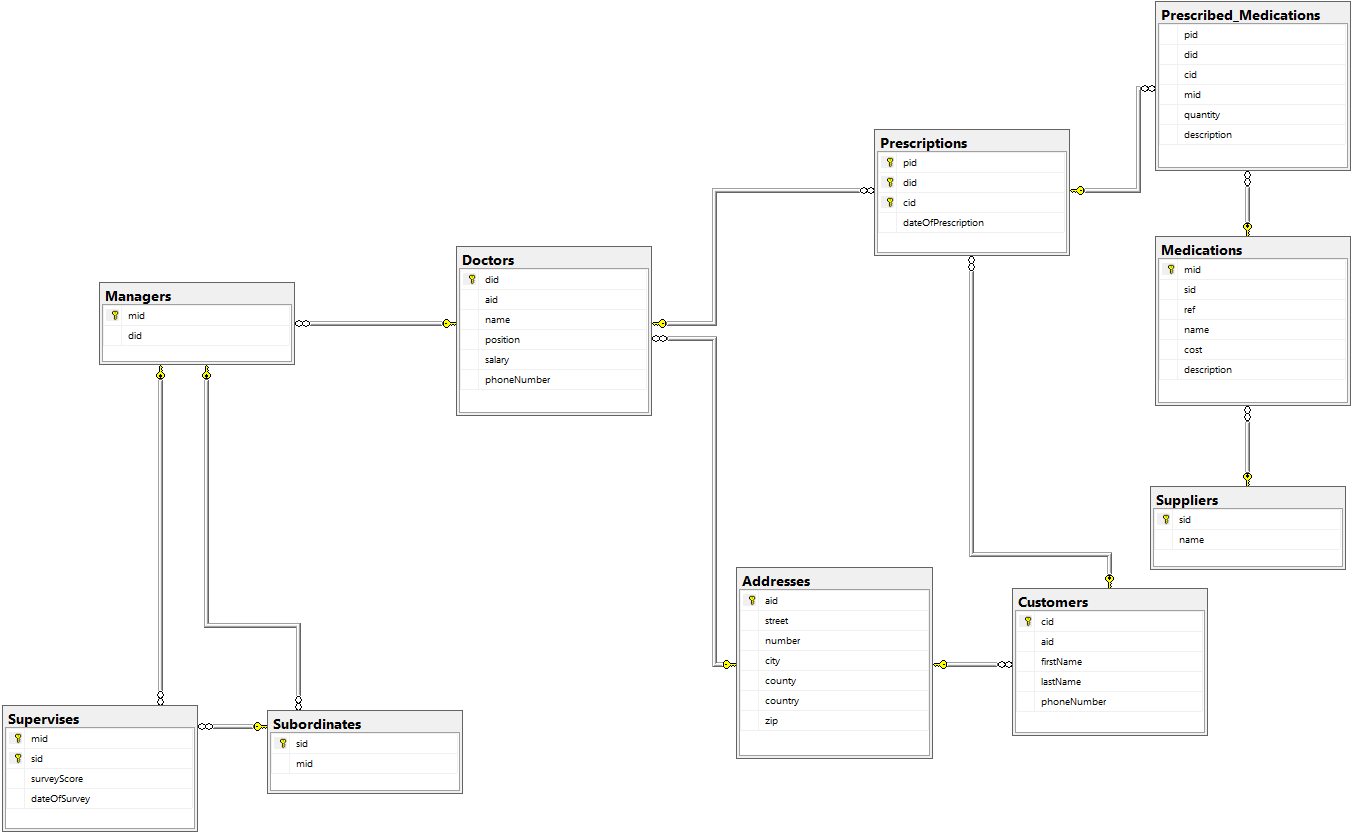 Prescribed_Medications
pid
did
cid
mid
quantity
description
Prescriptions
pid
did
cid
dateOfPrescription
Medications
mid
sid
ref
name
cost
description
Doctors
did
aid
name
position
salary
phoneNumber
Managers
mid
did
Suppliers
sid
name
Addresses
aid
street
number
city
county
country
zip
Customers
cid
aid
firstName
lastName
phoneNumber
Supervises
mid
sid
surveyScore
dateOfSurvey
Subordinates
sid
mid